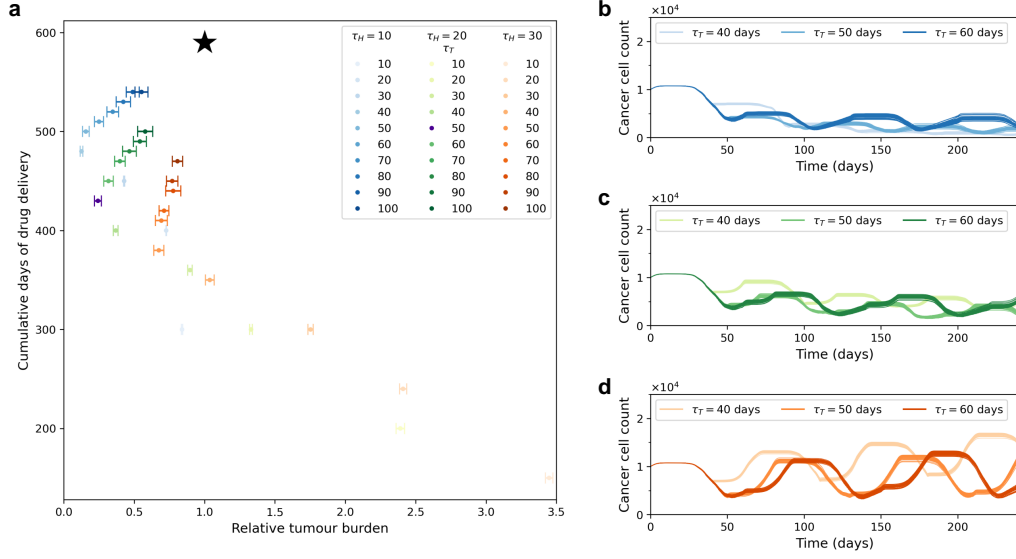 a
600
500
400
300
200
Cumulative days of drug delivery
0.0 0.5 1.0 1.5 2.0 2.5 3.0 3.5
Relative tumour burden
τ_H = 10 τ_H = 20 τ_H = 30
τ_T
10 10 10
20 20 20
30 30 30
40 40 40
50 50 50
60 60 60
70 70 70
80 80 80
90 90 90
100 100 100
b
×10⁴
τ_T = 40 days τ_T = 50 days τ_T = 60 days
2
1
0
Cancer cell count
0 50 100 150 200
Time (days)
c
×10⁴
τ_T = 40 days τ_T = 50 days τ_T = 60 days
2
1
0
Cancer cell count
0 50 100 150 200
Time (days)
d
×10⁴
τ_T = 40 days τ_T = 50 days τ_T = 60 days
2
1
0
Cancer cell count
0 50 100 150 200
Time (days)